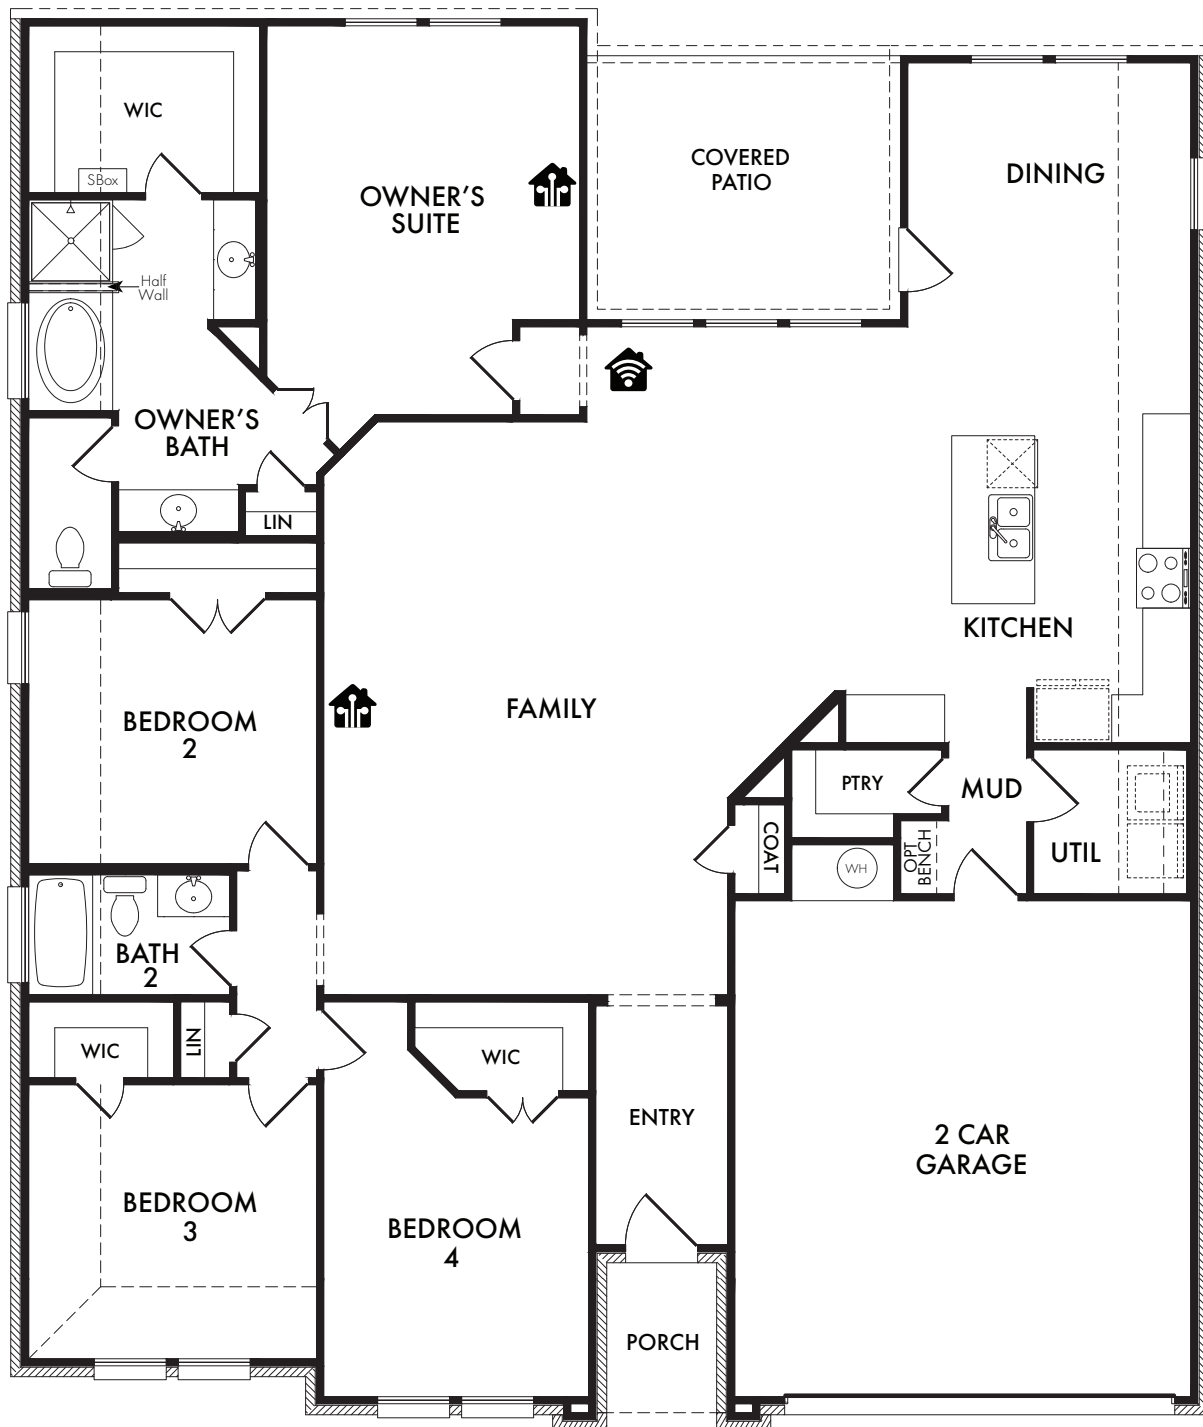 WIC
SBox
OWNER'S
SUITE
COVERED
PATIO
DINING
Half
Wall
OWNER'S
BATH
LIN
KITCHEN
BEDROOM
2
FAMILY
PTRY
MUD
COAT
OPT
BENCH
UTIL
WH
BATH
2
WIC
LIN
WIC
ENTRY
2 CAR
GARAGE
BEDROOM
3
BEDROOM
4
PORCH